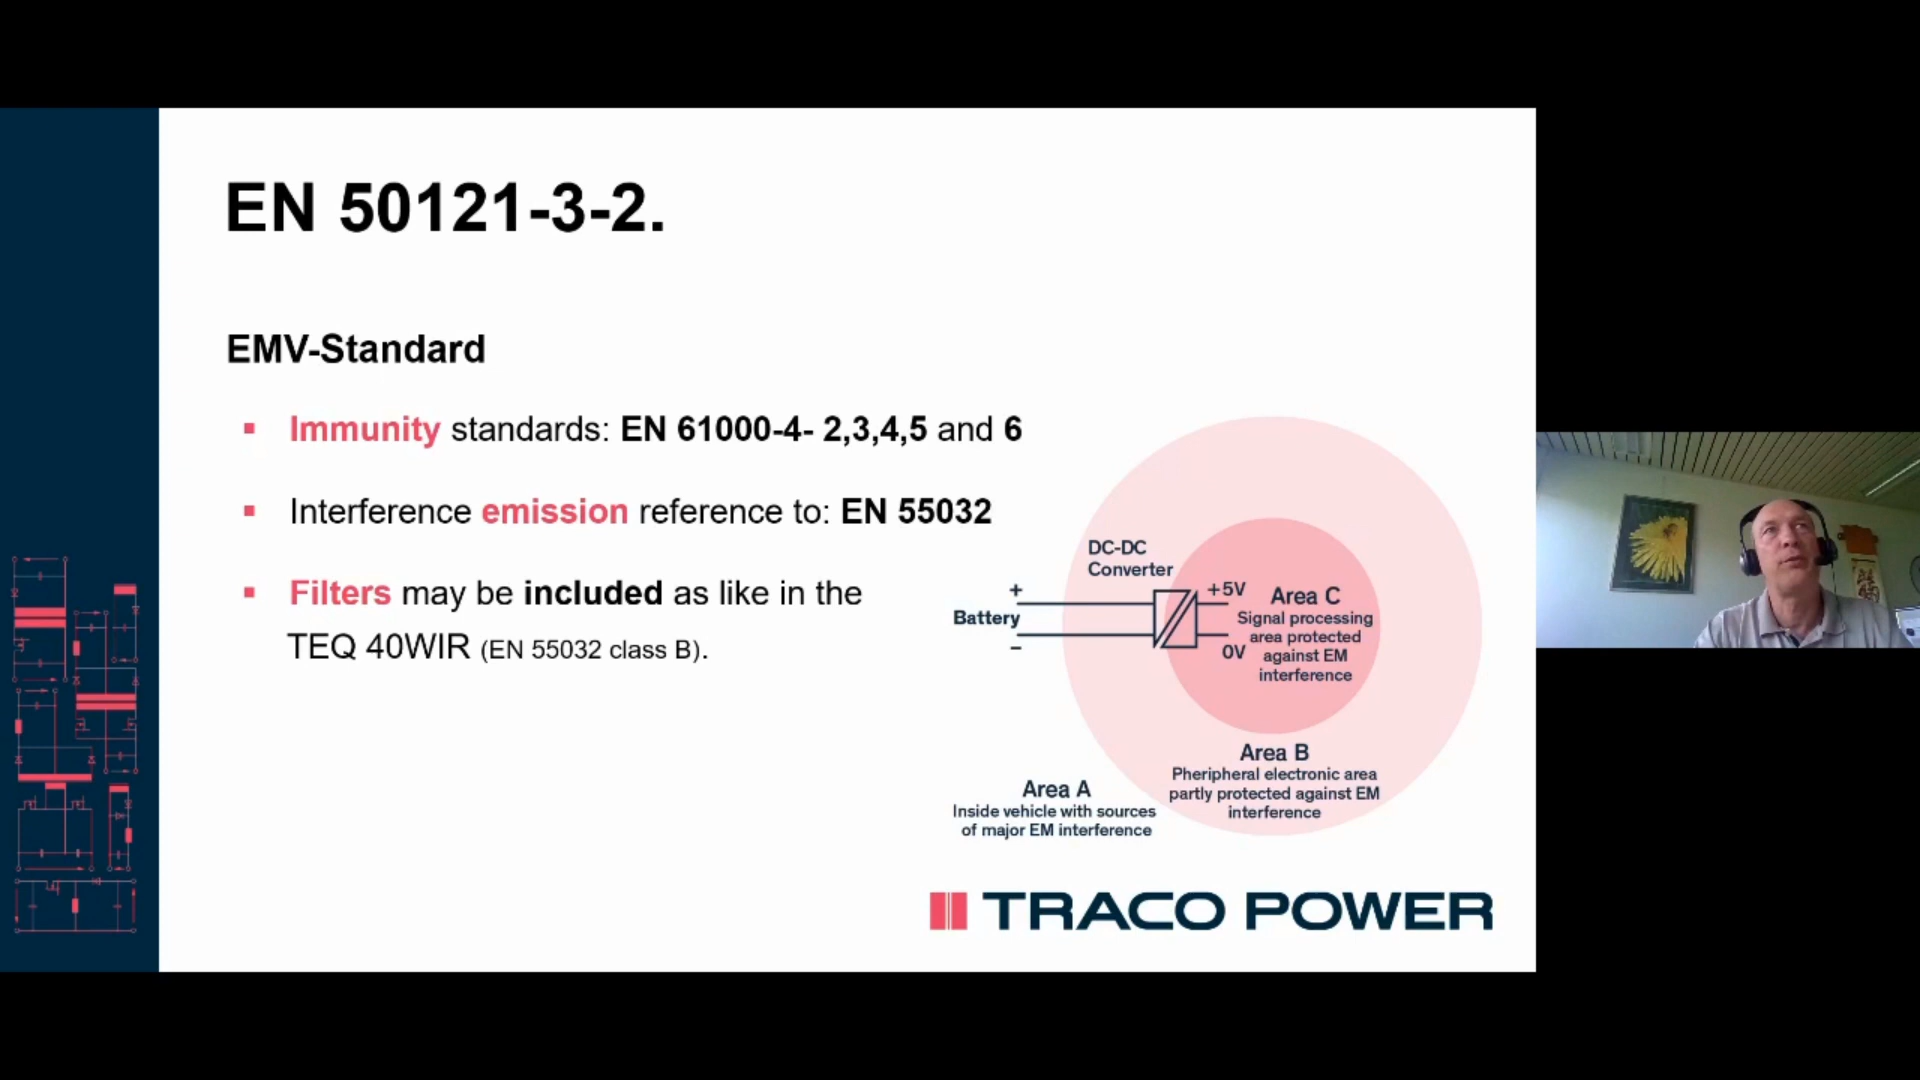 EN 50121-3-2.
EMV-Standard
Immunity standards: EN 61000-4- 2,3,4,5 and 6
Interference emission reference to: EN 55032
Filters may be included as like in the
TEQ 40WIR (EN 55032 class B).
DC-DC
Converter
+
Battery
−
+5V
0V
Area C
Signal processing
area protected
against EM
interference
Area B
Pheripheral electronic area
partly protected against EM
interference
Area A
Inside vehicle with sources
of major EM interference
TRACO POWER